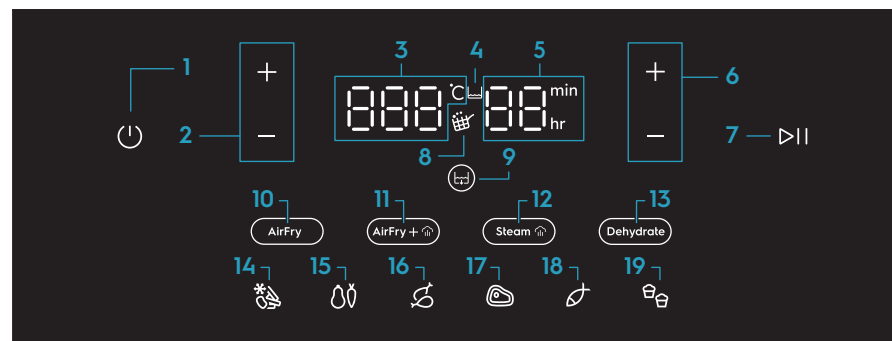 3 4 5
1 + 888 °C 88 min + 6
2 − hr − 7
8 9
10 11 12 13
AirFry AirFry + Steam Dehydrate
14 15 16 17 18 19